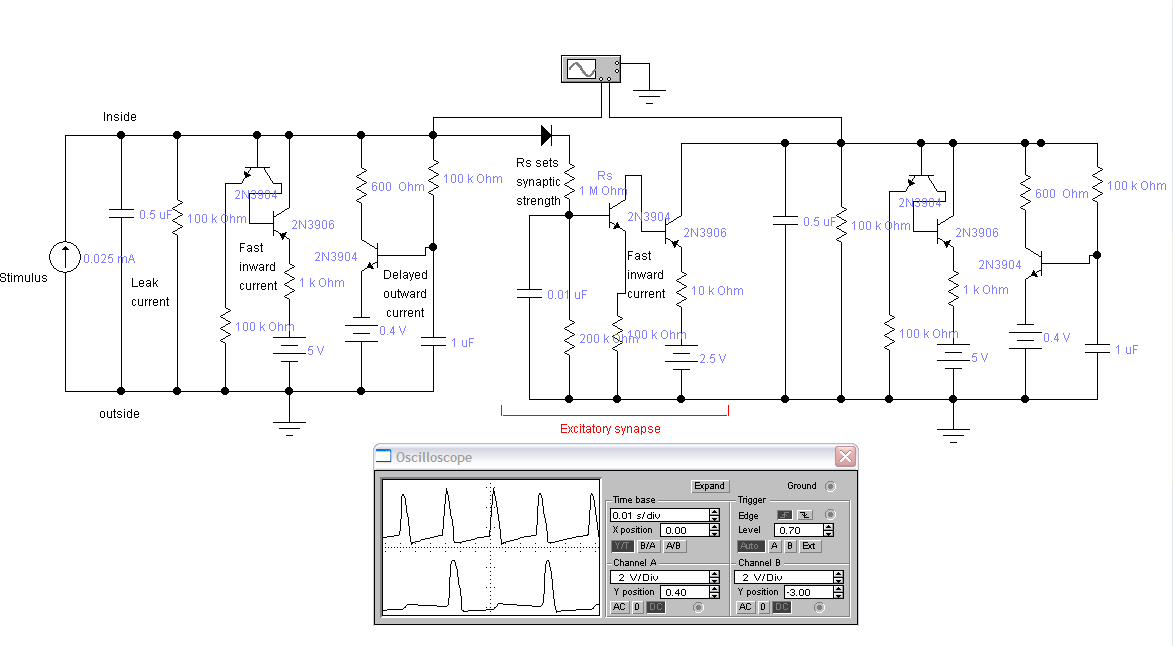 Inside
Stimulus
0.025 mA
0.5 uF
Leak
current
100 k Ohm
2N3904
2N3906
Fast
inward
current
100 k Ohm
1 k Ohm
5 V
600 Ohm
2N3904
Delayed
outward
current
0.4 V
100 k Ohm
1 uF
outside
Rs sets
synaptic
strength
Rs
1 M Ohm
2N3904
2N3906
Fast
inward
current
0.01 uF
200 k Ohm
100 k Ohm
10 k Ohm
2.5 V
Excitatory synapse
0.5 uF
100 k Ohm
2N3904
2N3906
100 k Ohm
1 k Ohm
5 V
600 Ohm
2N3904
0.4 V
100 k Ohm
1 uF
Oscilloscope
Expand
Ground
Time base
0.01 s/div
X position 0.00
Y/T B/A A/B
Trigger
Edge
Level 0.70
Auto A B Ext
Channel A
2 V/Div
Y position 0.40
AC 0 DC
Channel B
2 V/Div
Y position -3.00
AC 0 DC